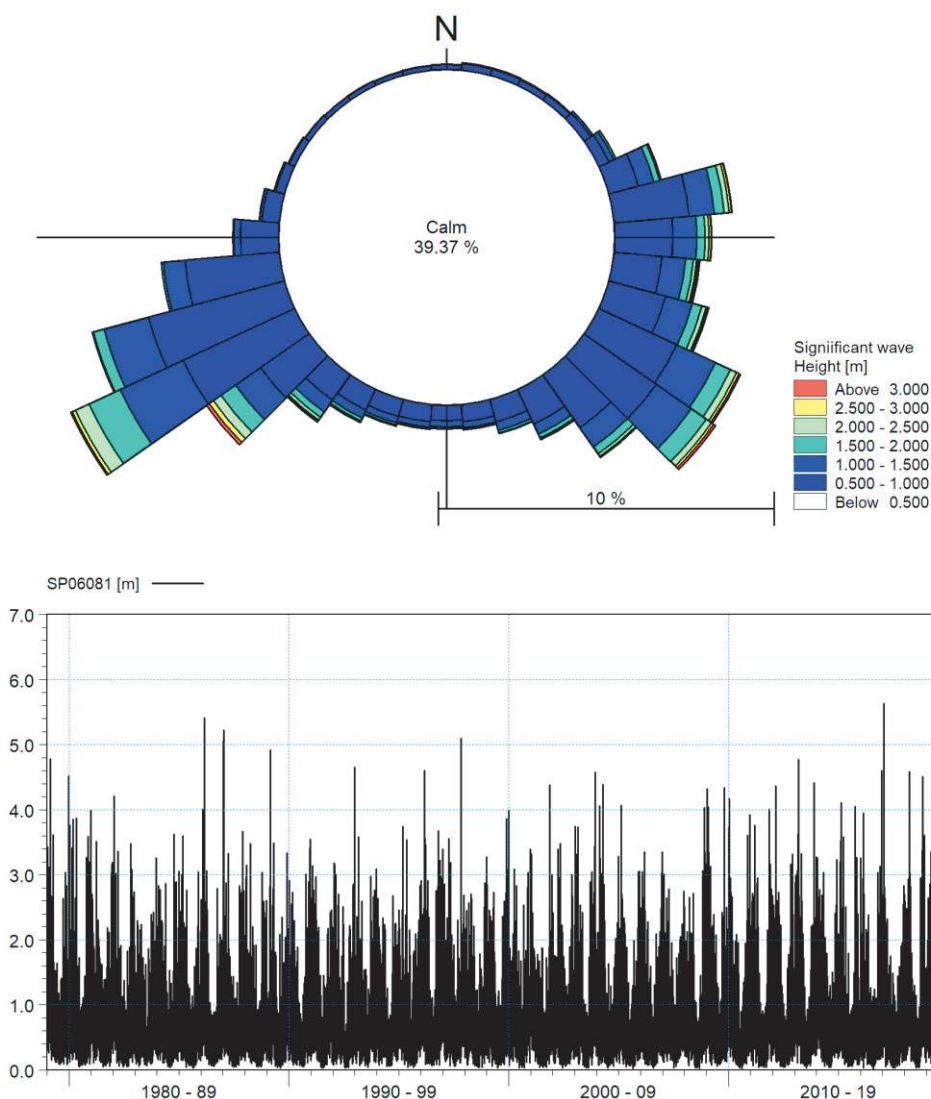 N
Calm
39.37 %
Signiificant wave
Height [m]
Above 3.000
2.500 - 3.000
2.000 - 2.500
1.500 - 2.000
1.000 - 1.500
0.500 - 1.000
Below 0.500
10 %
SP06081 [m]
7.0
6.0
5.0
4.0
3.0
2.0
1.0
0.0
1980 - 89 1990 - 99 2000 - 09 2010 - 19